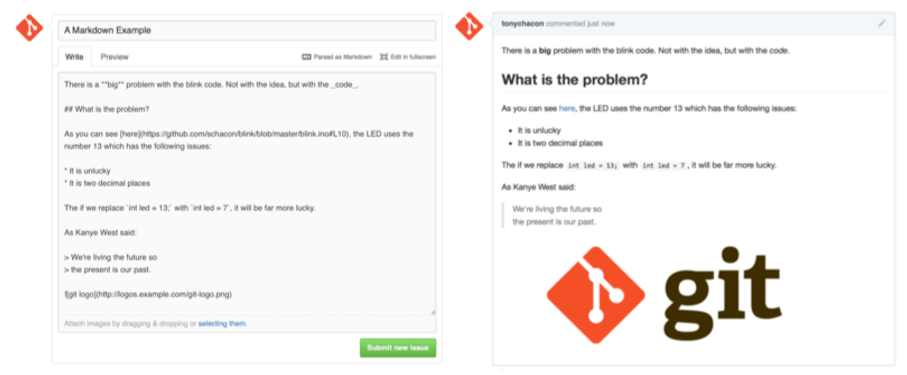 A Markdown Example
Write Preview Parsed as Markdown Edit in fullscreen
There is a **big** problem with the blink code. Not with the idea, but with the _code_.
## What is the problem?
As you can see [here](https://github.com/schacon/blink/blob/master/blink.ino#L10), the LED uses the
number 13 which has the following issues:
* It is unlucky
* It is two decimal places
The if we replace `int led = 13;` with `int led = 7`, it will be far more lucky.
As Kanye West said:
> We're living the future so
> the present is our past.
![git logo](http://logos.example.com/git-logo.png)
Attach images by dragging & dropping or selecting them.
Submit new issue
tonychacon commented just now
There is a big problem with the blink code. Not with the idea, but with the code.
What is the problem?
As you can see here, the LED uses the number 13 which has the following issues:
• It is unlucky
• It is two decimal places
The if we replace int led = 13; with int led = 7, it will be far more lucky.
As Kanye West said:
We're living the future so
the present is our past.
git